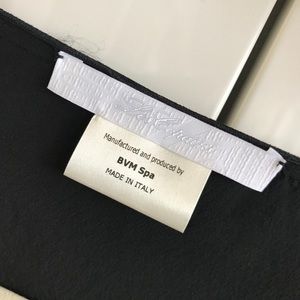 Manufactured and produced by
BVM Spa
MADE IN ITALY